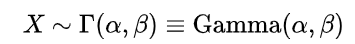 X ∼ Γ(α, β) ≡ Gamma(α, β)